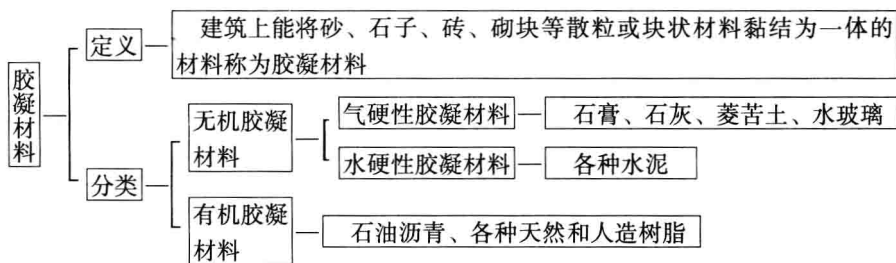 胶凝材料
定义
建筑上能将砂、石子、砖、砌块等散粒或块状材料黏结为一体的
材料称为胶凝材料
分类
无机胶凝
材料
气硬性胶凝材料
石膏、石灰、菱苦土、水玻璃
水硬性胶凝材料
各种水泥
有机胶凝
材料
石油沥青、各种天然和人造树脂